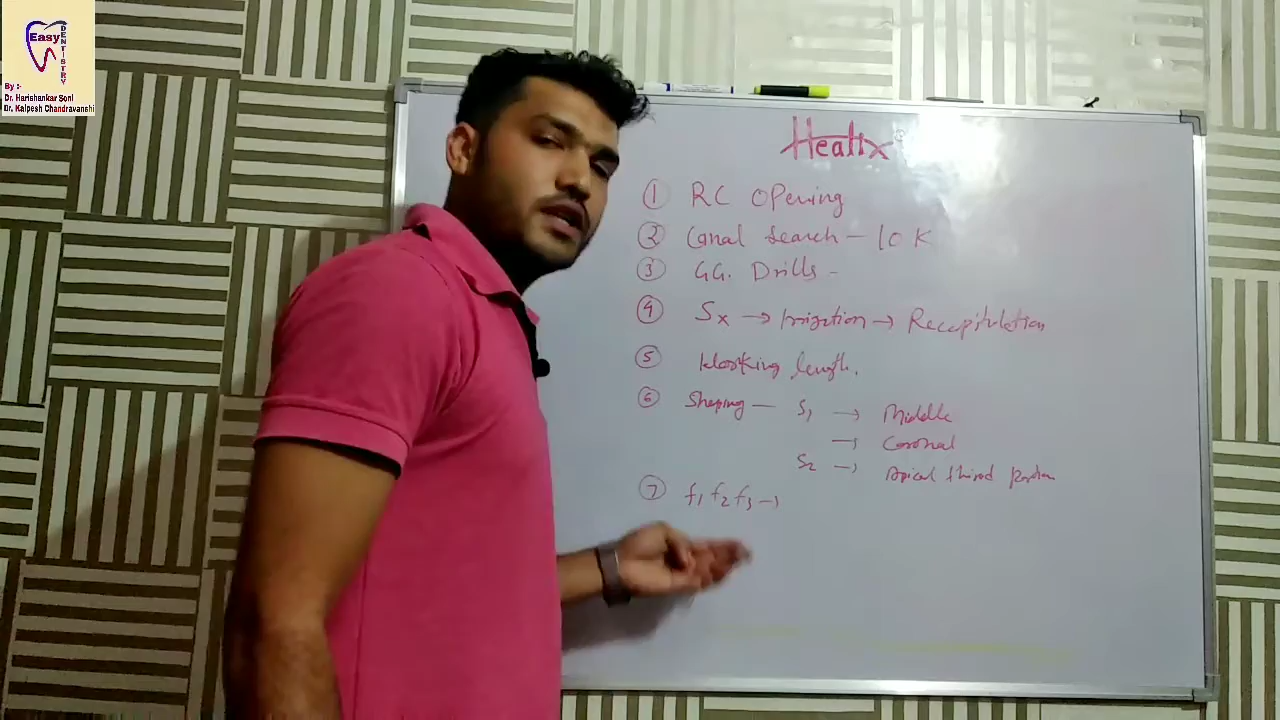 Easy
DENTISTRY
By :-
Dr. Harishankar Soni
Dr. Kalpesh Chandravanshi
Healix
① RC Opening
② Canal Search - 10 K
③ GG. Drills -
④ Sx → Irrigation → Recapitulation
⑤ Working length.
⑥ Shaping — S1 → Middle
→ Coronal
S2 → Apical third portion
⑦ f1 f2 f3 →